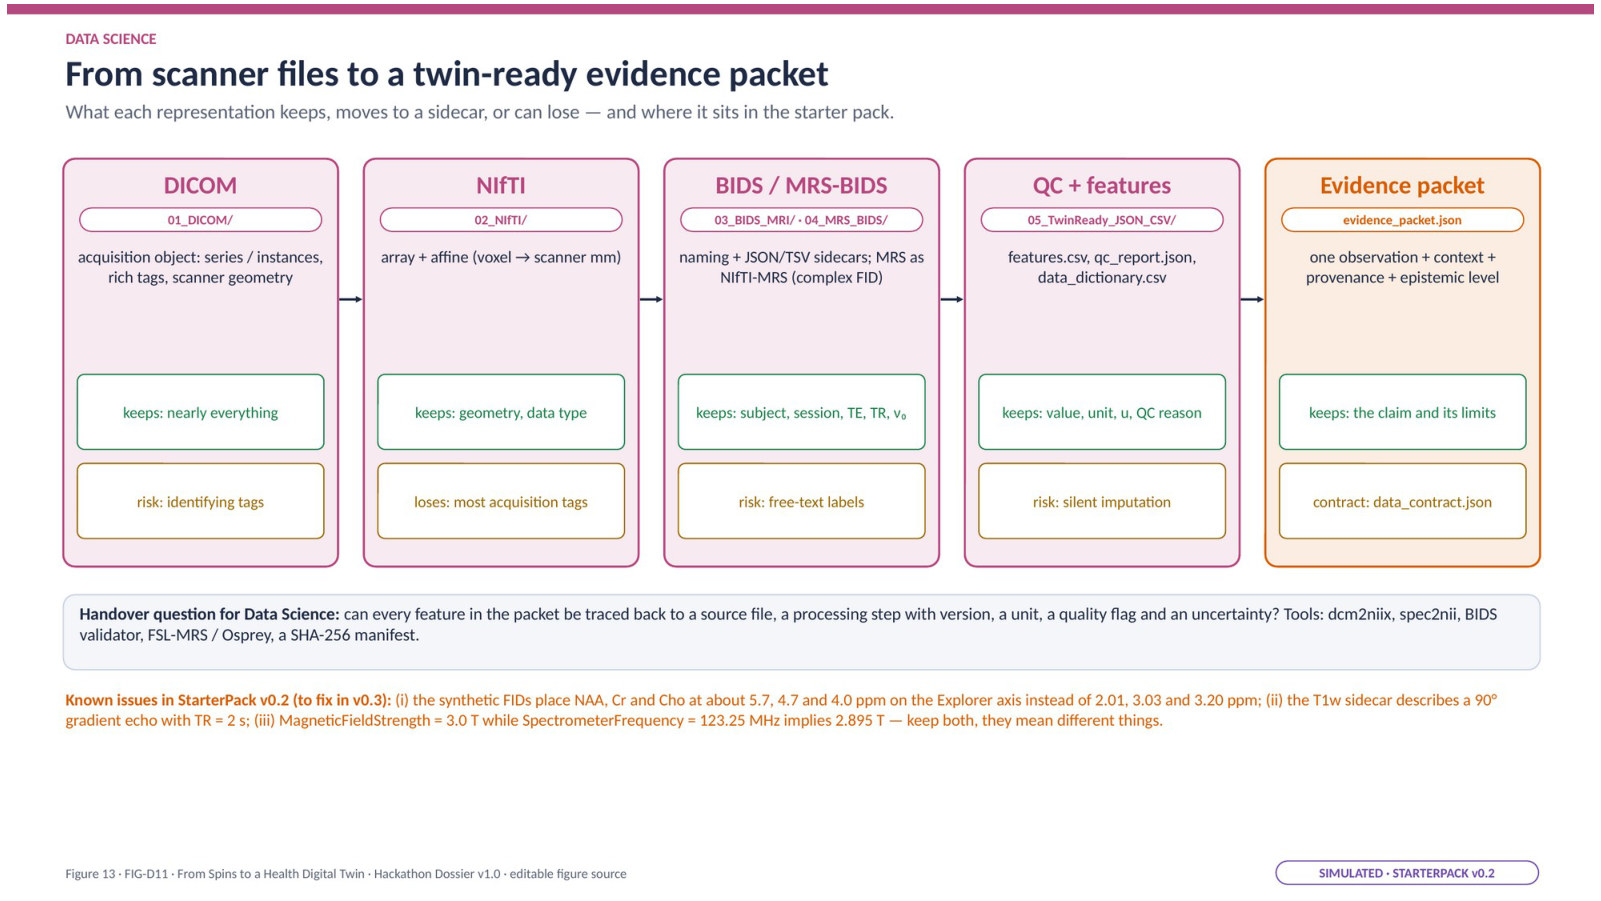 DATA SCIENCE
From scanner files to a twin-ready evidence packet
What each representation keeps, moves to a sidecar, or can lose — and where it sits in the starter pack.
DICOM
01_DICOM/
acquisition object: series / instances,
rich tags, scanner geometry
keeps: nearly everything
risk: identifying tags
NIfTI
02_NIfTI/
array + affine (voxel → scanner mm)
keeps: geometry, data type
loses: most acquisition tags
BIDS / MRS-BIDS
03_BIDS_MRI/ · 04_MRS_BIDS/
naming + JSON/TSV sidecars; MRS as
NIfTI-MRS (complex FID)
keeps: subject, session, TE, TR, ν₀
risk: free-text labels
QC + features
05_TwinReady_JSON_CSV/
features.csv, qc_report.json,
data_dictionary.csv
keeps: value, unit, u, QC reason
risk: silent imputation
Evidence packet
evidence_packet.json
one observation + context +
provenance + epistemic level
keeps: the claim and its limits
contract: data_contract.json
Handover question for Data Science: can every feature in the packet be traced back to a source file, a processing step with version, a unit, a quality flag and an uncertainty? Tools: dcm2niix, spec2nii, BIDS
validator, FSL-MRS / Osprey, a SHA-256 manifest.
Known issues in StarterPack v0.2 (to fix in v0.3): (i) the synthetic FIDs place NAA, Cr and Cho at about 5.7, 4.7 and 4.0 ppm on the Explorer axis instead of 2.01, 3.03 and 3.20 ppm; (ii) the T1w sidecar describes a 90°
gradient echo with TR = 2 s; (iii) MagneticFieldStrength = 3.0 T while SpectrometerFrequency = 123.25 MHz implies 2.895 T — keep both, they mean different things.
Figure 13 · FIG-D11 · From Spins to a Health Digital Twin · Hackathon Dossier v1.0 · editable figure source
SIMULATED · STARTERPACK v0.2